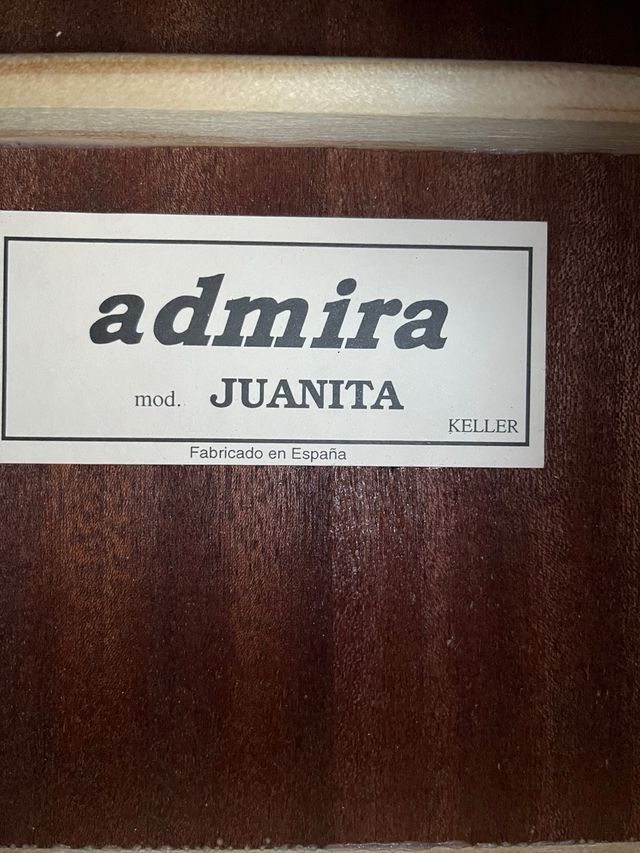 admira
mod. JUANITA
KELLER
Fabricado en España